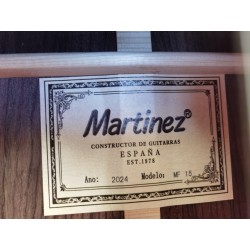 Martinez®
CONSTRUCTOR DE GUITARRAS
ESPAÑA
EST.1978
Ano: 2024 Modelo: MF 15